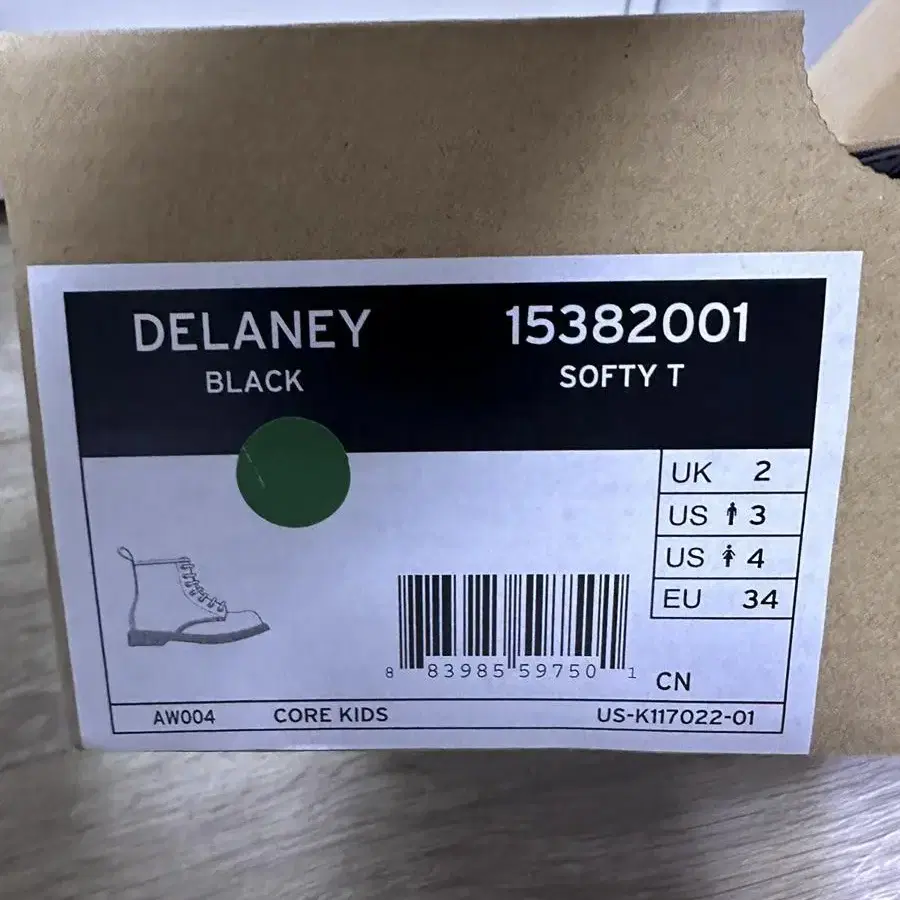 DELANEY 15382001
BLACK SOFTY T
UK 2
US 3
US 4
EU 34
8 83985 59750 1
CN
AW004 CORE KIDS US-K117022-01